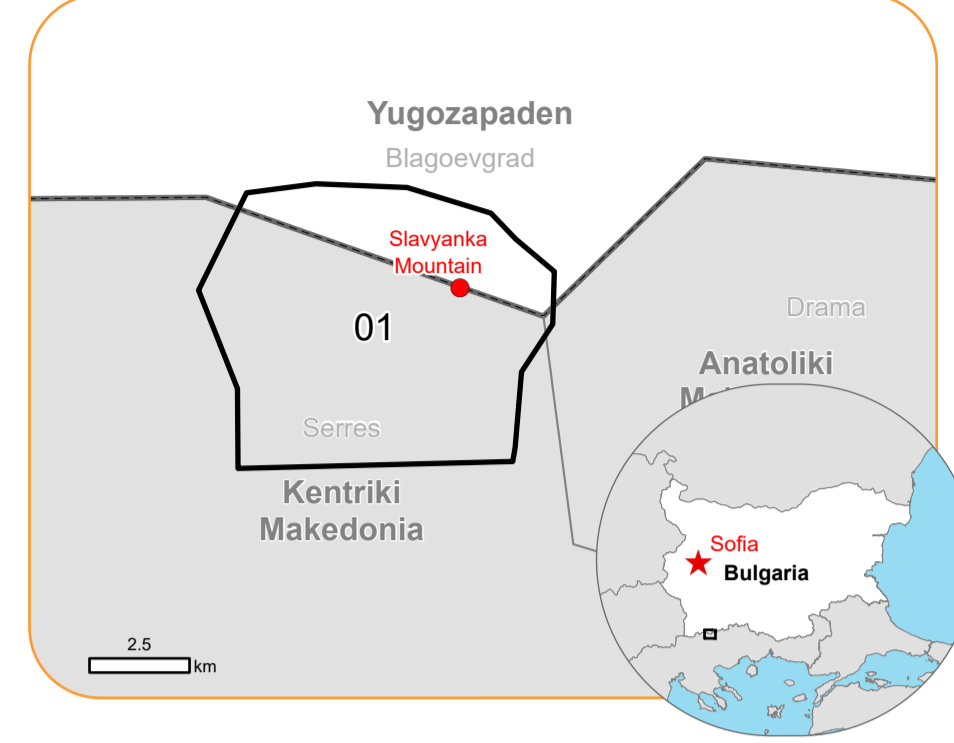 Yugozapaden
Blagoevgrad
Slavyanka
Mountain
Drama
01
Anatoliki
Serres
Kentriki
Makedonia
Sofia
Bulgaria
2.5
km